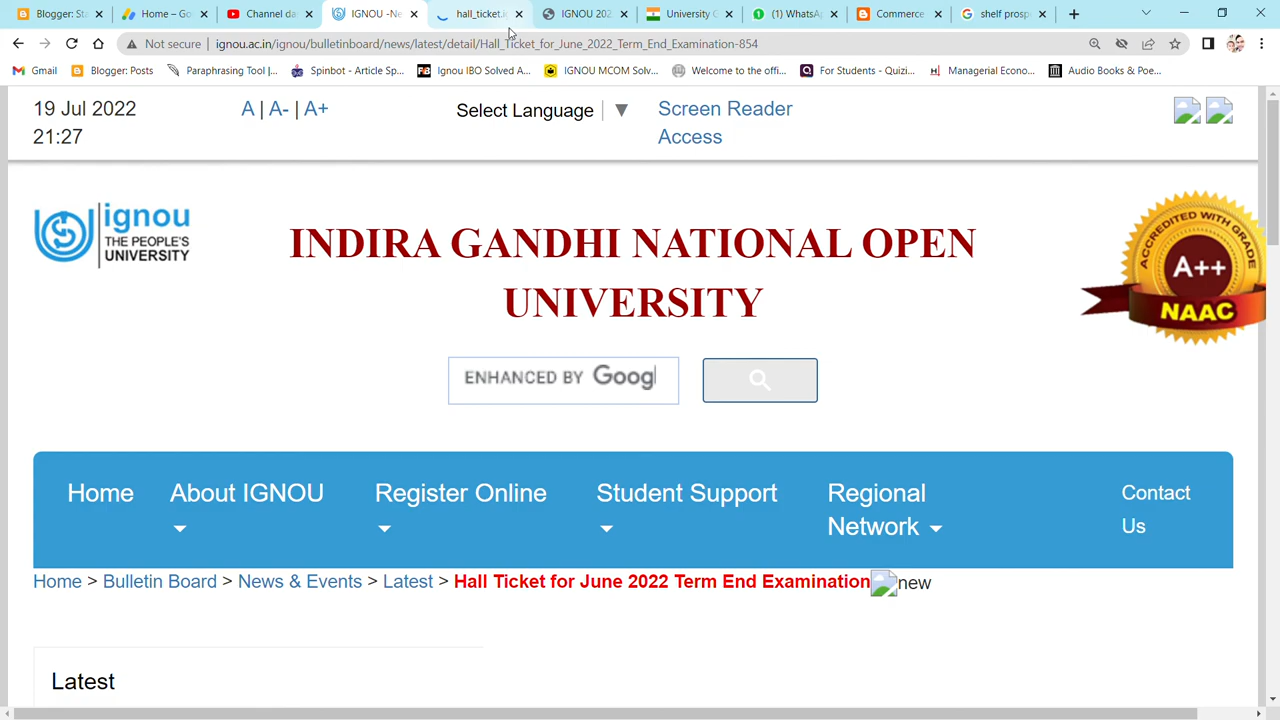 Blogger: Sta
Home – Go
Channel da
IGNOU -Ne
hall_ticket.i
IGNOU 202
University G
(1) WhatsAp
Commerce
shelf prosp
Not secure | ignou.ac.in/ignou/bulletinboard/news/latest/detail/Hall_Ticket_for_June_2022_Term_End_Examination-854
Gmail
Blogger: Posts
Paraphrasing Tool |...
Spinbot - Article Sp...
Ignou IBO Solved A...
IGNOU MCOM Solv...
Welcome to the offi...
For Students - Quizi...
Managerial Econo...
Audio Books & Poe...
19 Jul 2022
21:27
A | A- | A+
Select Language ▼
Screen Reader
Access
ignou
THE PEOPLE'S
UNIVERSITY
INDIRA GANDHI NATIONAL OPEN
UNIVERSITY
ACCREDITED WITH GRADE
A++
NAAC
ENHANCED BY Goog
Home
About IGNOU
Register Online
Student Support
Regional
Network
Contact
Us
Home > Bulletin Board > News & Events > Latest > Hall Ticket for June 2022 Term End Examination new
Latest